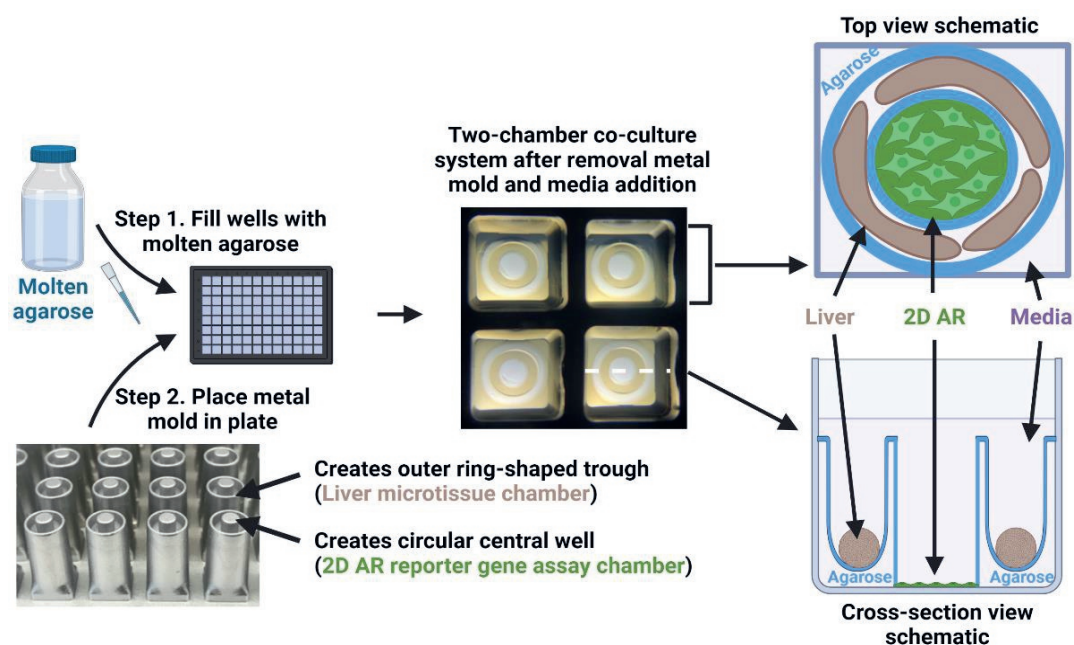 Top view schematic
Agarose
Two-chamber co-culture
system after removal metal
mold and media addition
Step 1. Fill wells with
molten agarose
Molten
agarose
Step 2. Place metal
mold in plate
Creates outer ring-shaped trough
(Liver microtissue chamber)
Creates circular central well
(2D AR reporter gene assay chamber)
Liver
2D AR
Media
Agarose
Agarose
Cross-section view
schematic